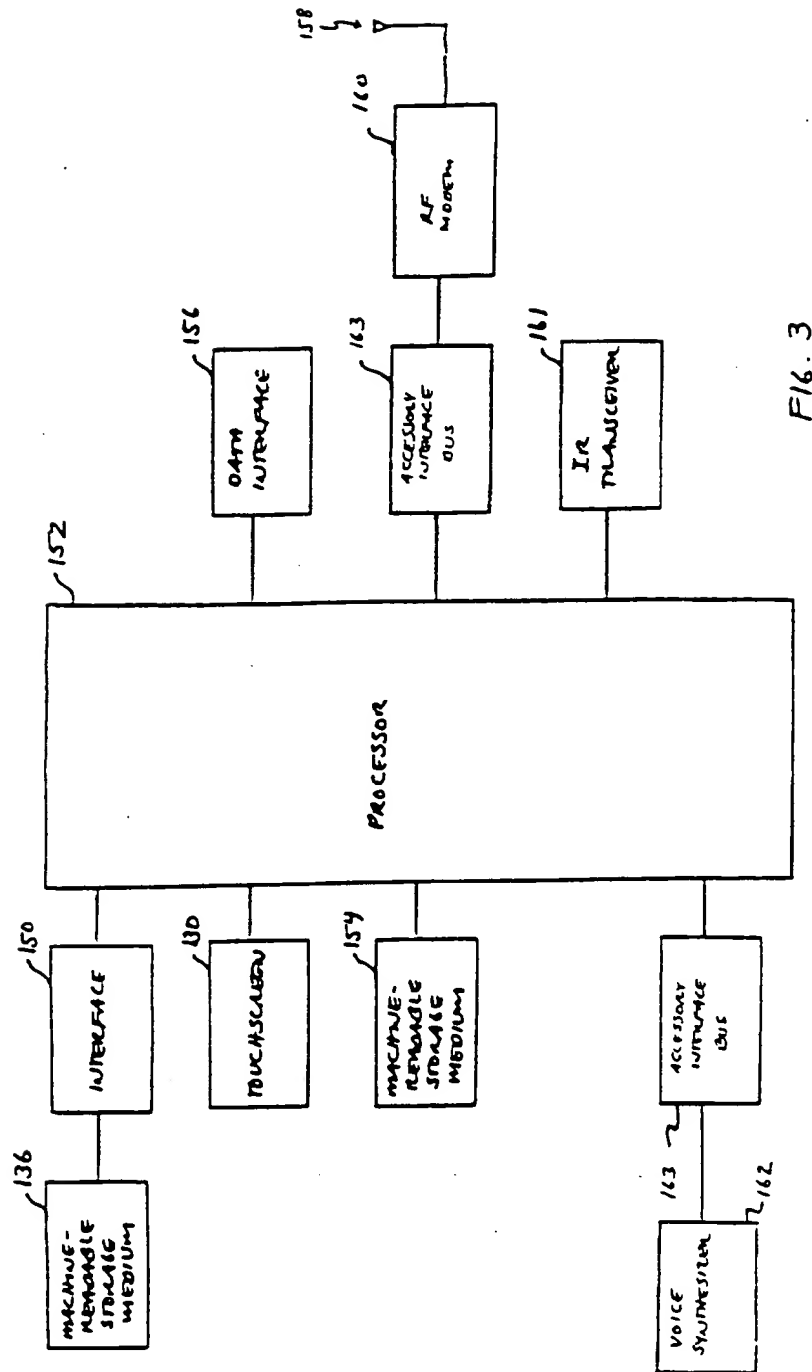 136
MACHINE-
READABLE
STORAGE
MEDIUM
150
INTERFACE
130
TOUCHSCREEN
154
MACHINE-
READABLE
STORAGE
MEDIUM
VOICE
SYNTHESIZER
162
163
ACCESSORY
INTERFACE
BUS
152
PROCESSOR
156
DATA
INTERFACE
163
ACCESSORY
INTERFACE
BUS
160
RF
MODEM
158
161
IR
TRANSCEIVER
FIG. 3